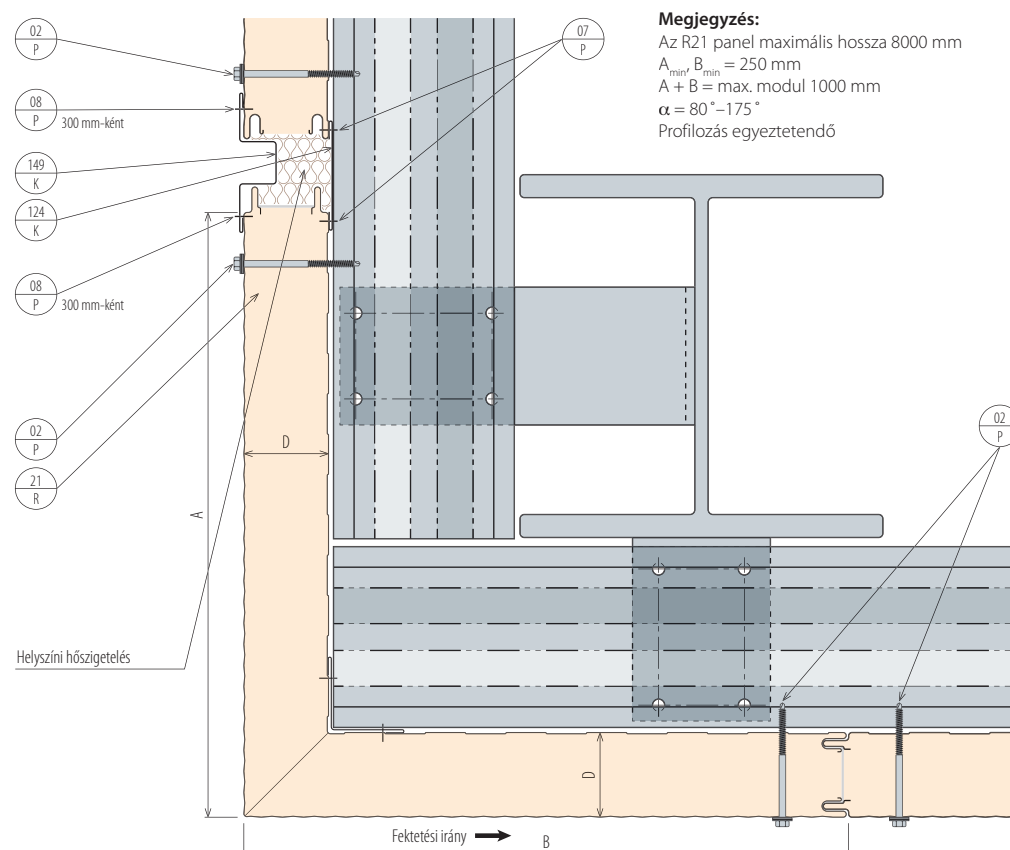 Megjegyzés:
Az R21 panel maximális hossza 8000 mm
Amin, Bmin = 250 mm
A + B = max. modul 1000 mm
α = 80˚–175˚
Profilozás egyeztetendő
02
P
07
P
08
P
300 mm-ként
149
K
124
K
08
P
300 mm-ként
02
P
02
P
21
R
D
A
Helyszíni hőszigetelés
D
Fektetési irány
B